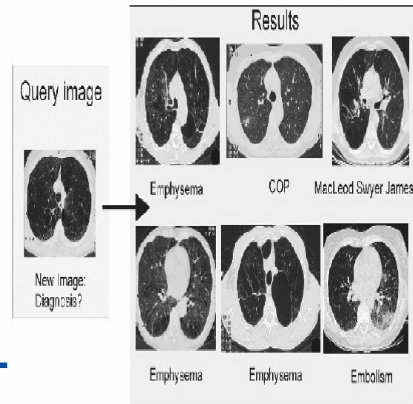 Results
Query image
New Image:
Diagnosis?
Emphysema
COP
MacLeod Swyer James
Emphysema
Emphysema
Embolism